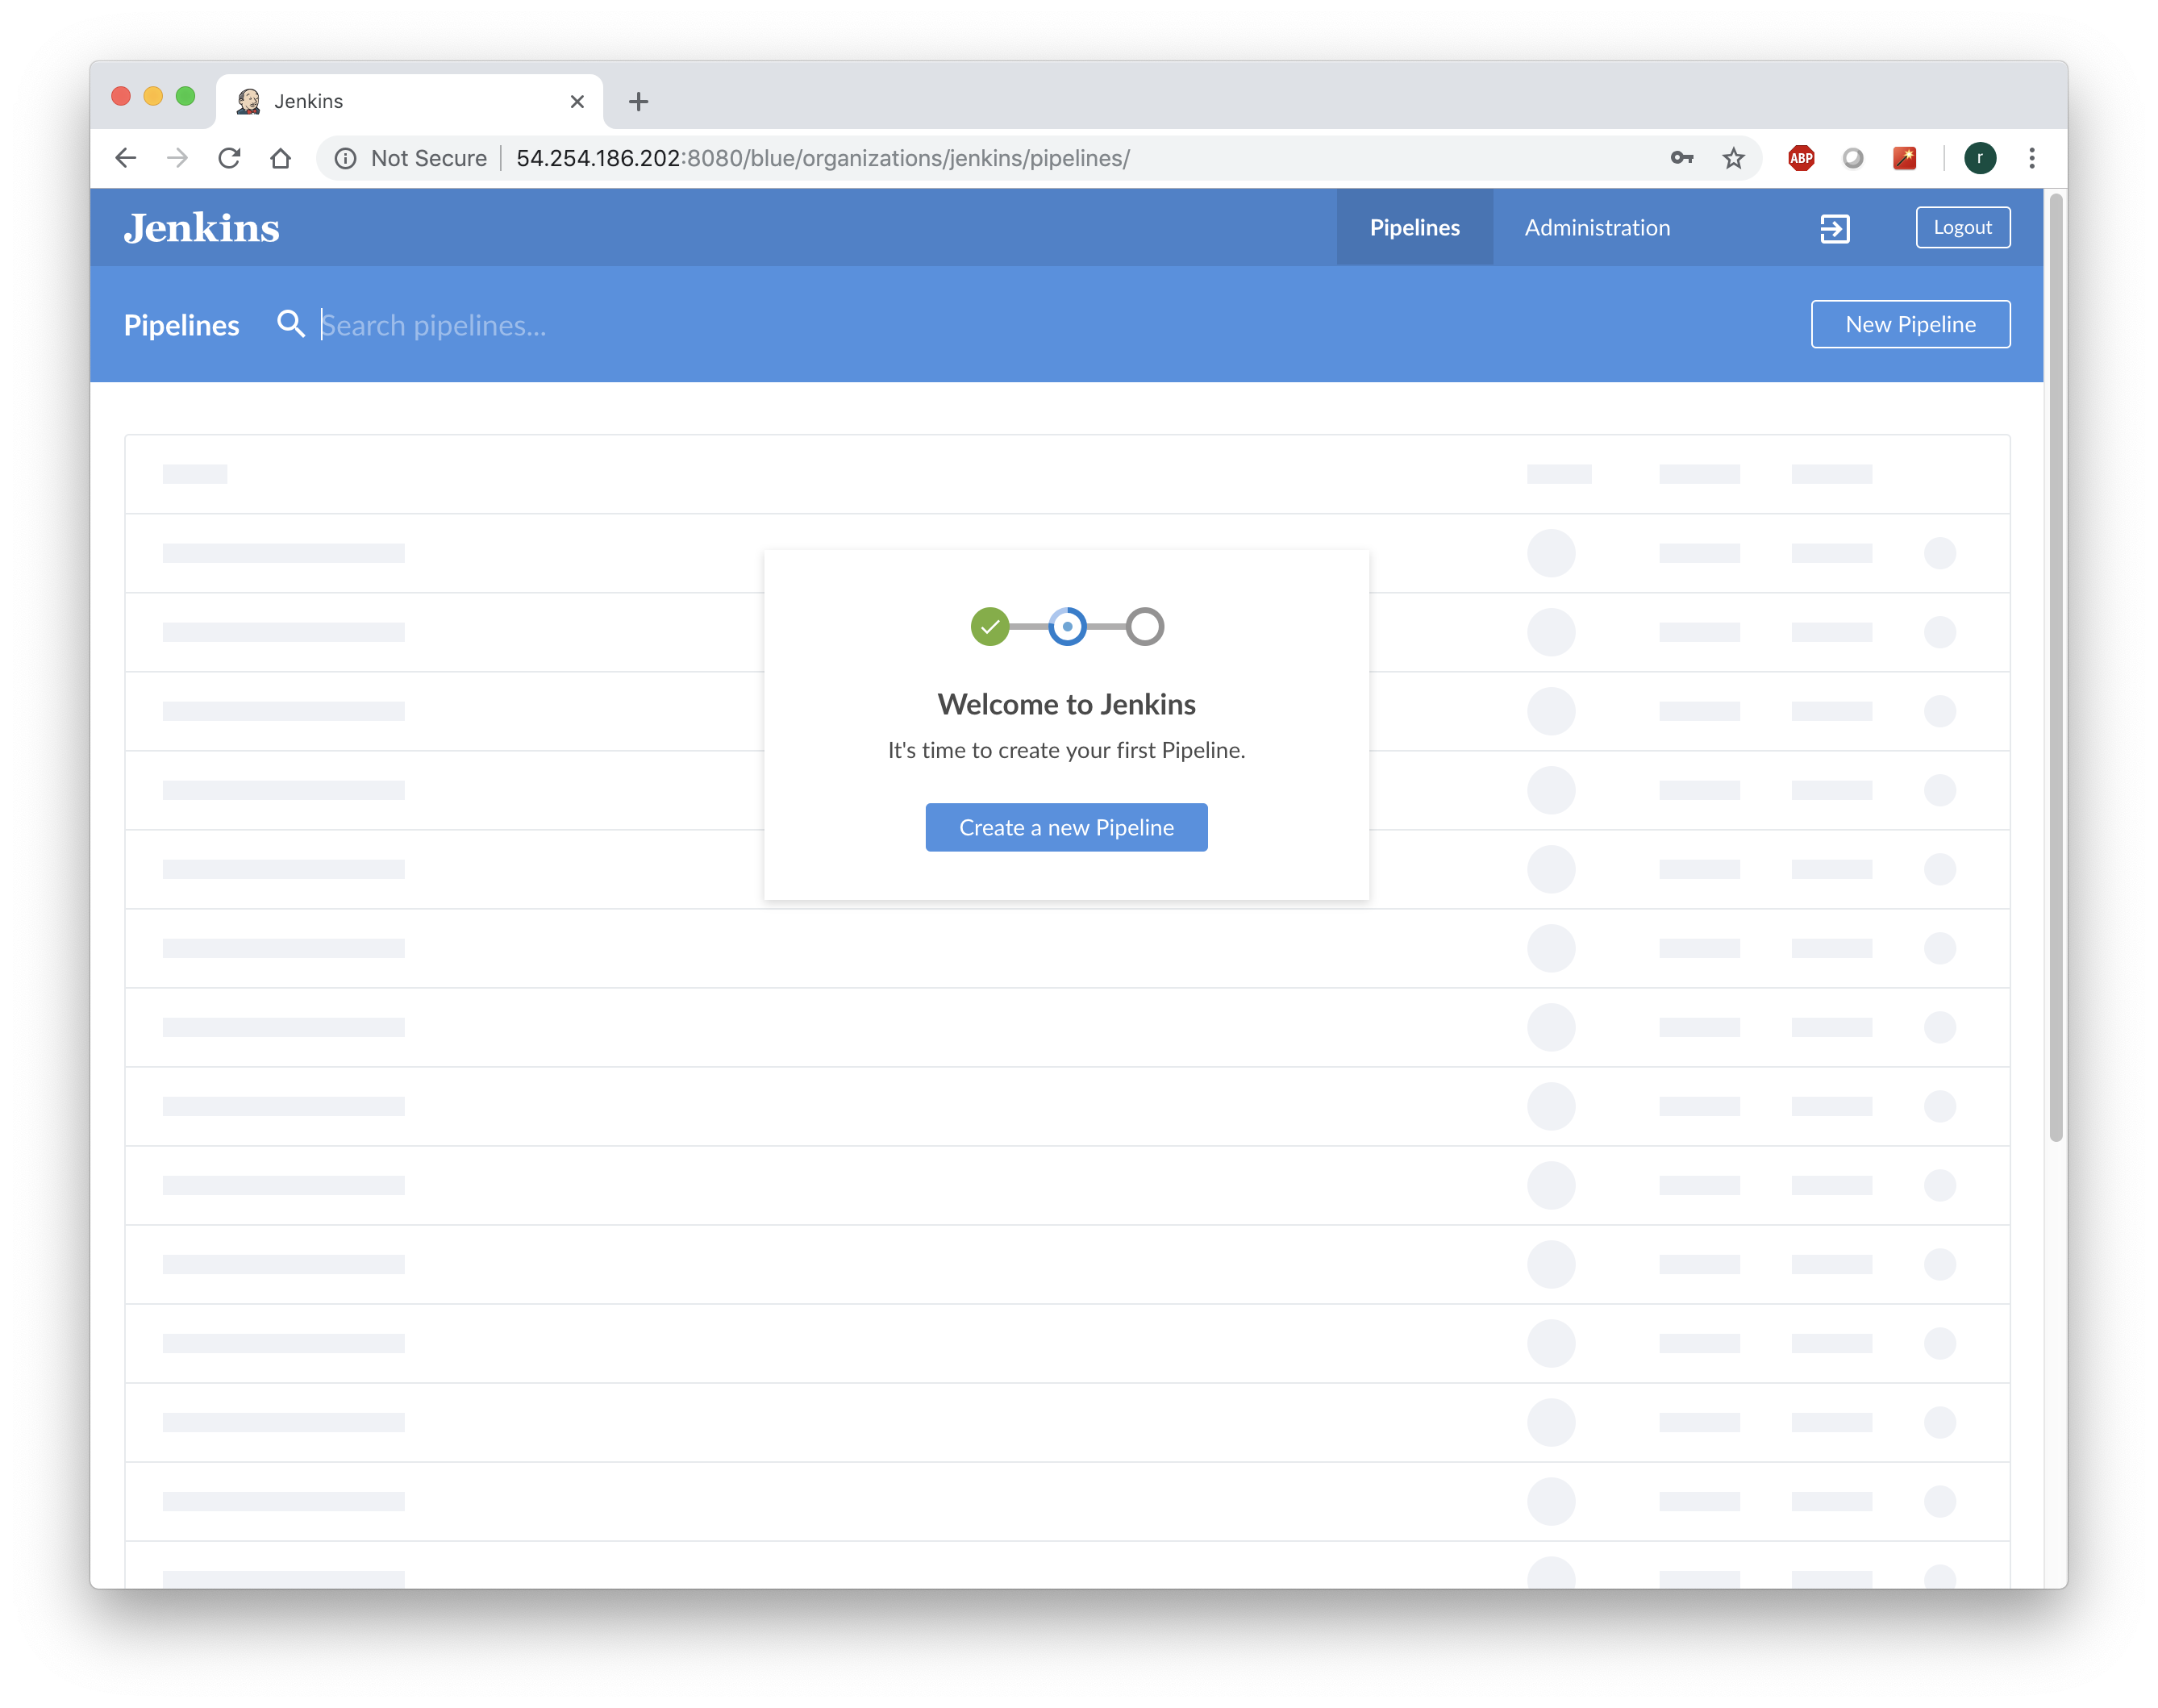 Jenkins
Not Secure 54.254.186.202:8080/blue/organizations/jenkins/pipelines/
ABP
r
Jenkins
Pipelines
Administration
Logout
Pipelines
Search pipelines...
New Pipeline
Welcome to Jenkins
It's time to create your first Pipeline.
Create a new Pipeline